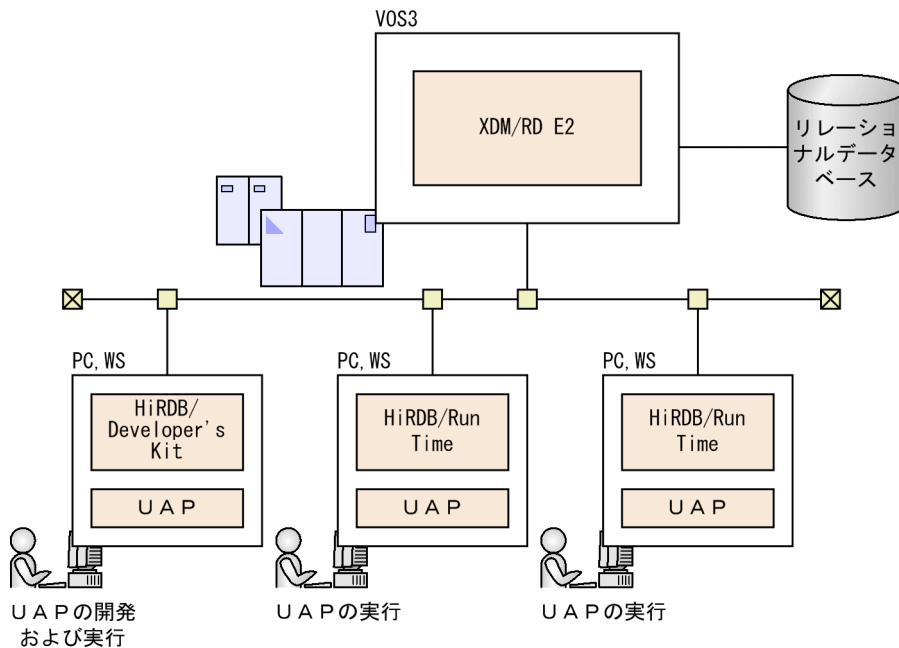 VOS3
XDM/RD E2
リレーショ
ナルデータ
ベース
PC,WS
HiRDB/
Developer's
Kit
UAP
UAPの開発
および実行
PC,WS
HiRDB/Run
Time
UAP
UAPの実行
PC,WS
HiRDB/Run
Time
UAP
UAPの実行